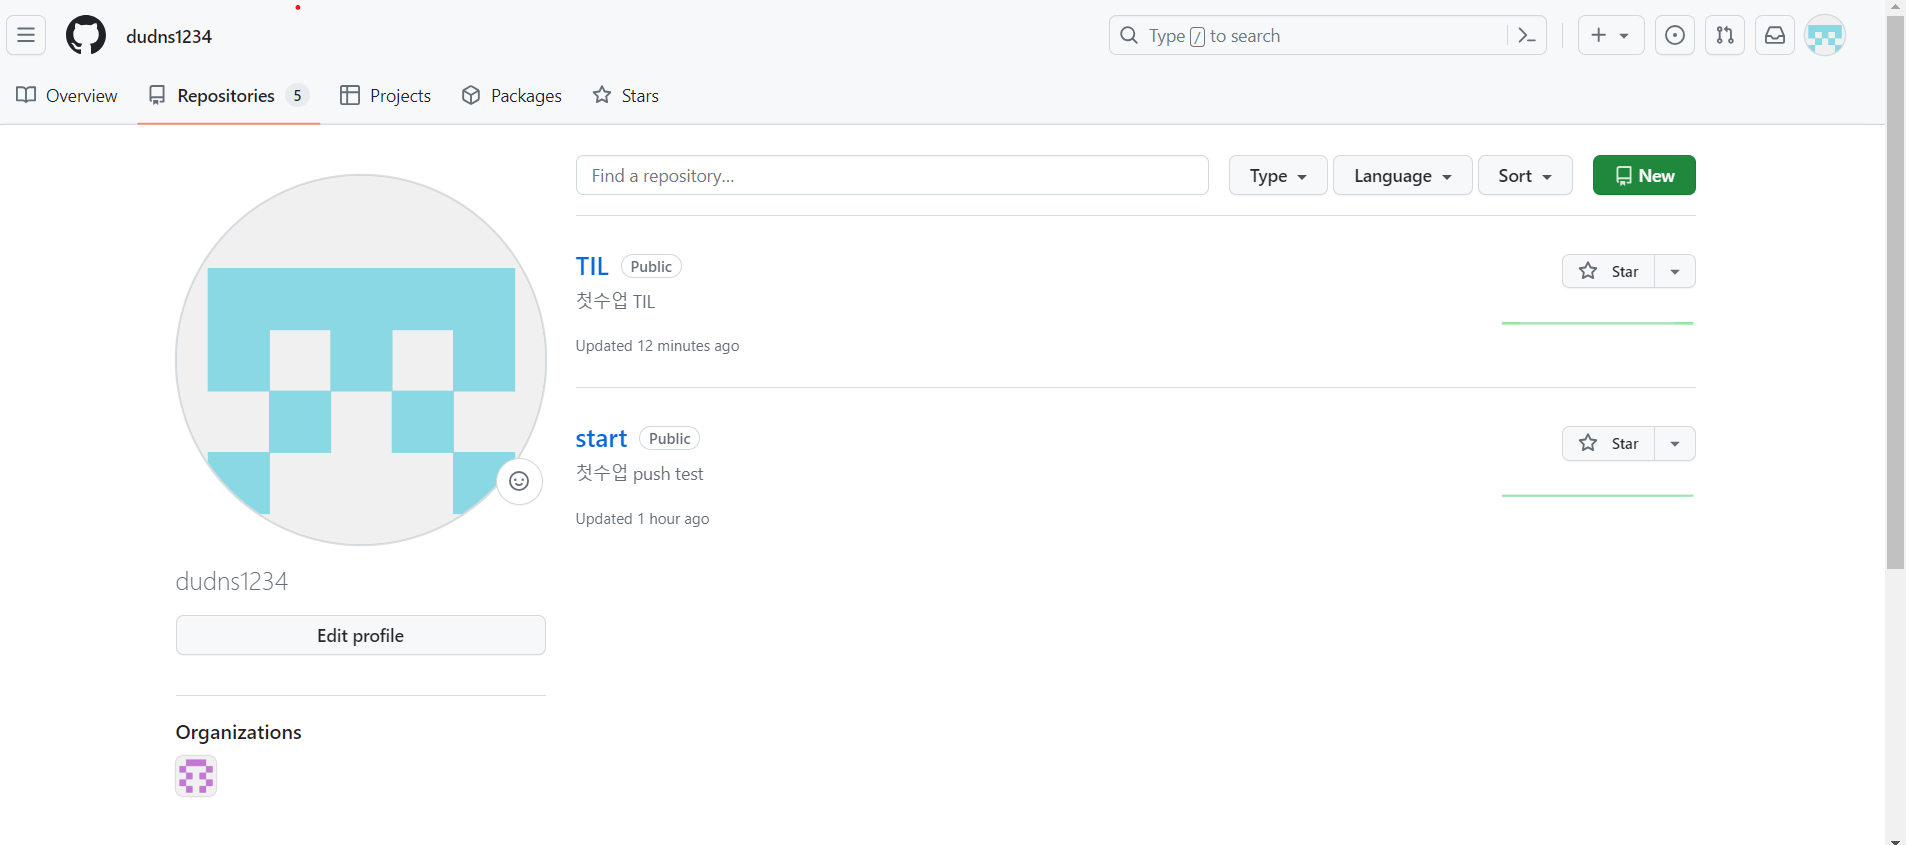 dudns1234
Type / to search
Overview
Repositories 5
Projects
Packages
Stars
Find a repository...
Type
Language
Sort
New
TIL Public
Star
첫수업 TIL
Updated 12 minutes ago
start Public
Star
첫수업 push test
Updated 1 hour ago
dudns1234
Edit profile
Organizations